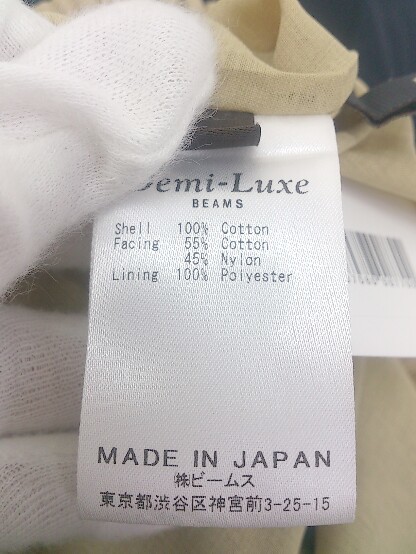 Demi-Luxe
BEAMS
Shell 100% Cotton
Facing 55% Cotton
45% Nylon
Lining 100% Polyester
MADE IN JAPAN
㈱ビームス
東京都渋谷区神宮前3-25-15